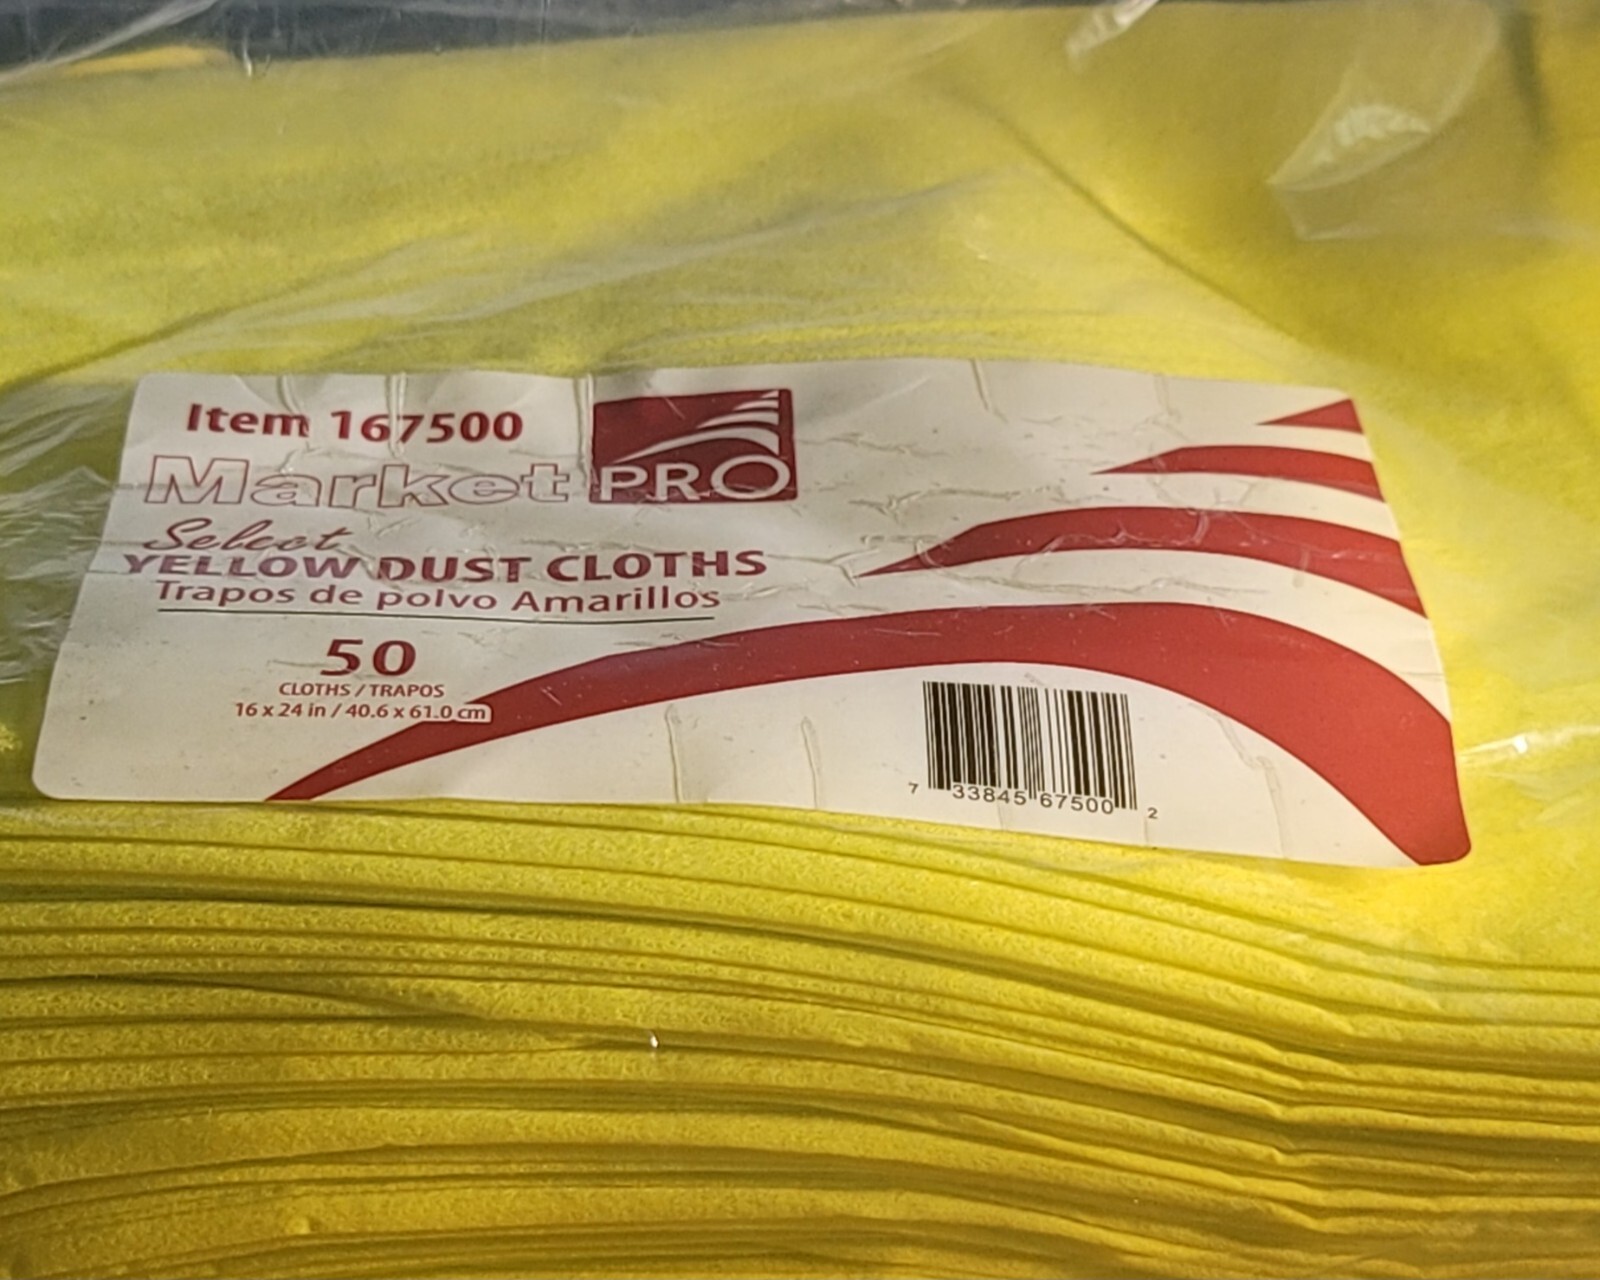 Item 167500
Market PRO
Select
YELLOW DUST CLOTHS
Trapos de polvo Amarillos
50
CLOTHS / TRAPOS
16 x 24 in / 40.6 x 61.0 cm
7 33845 67500 2